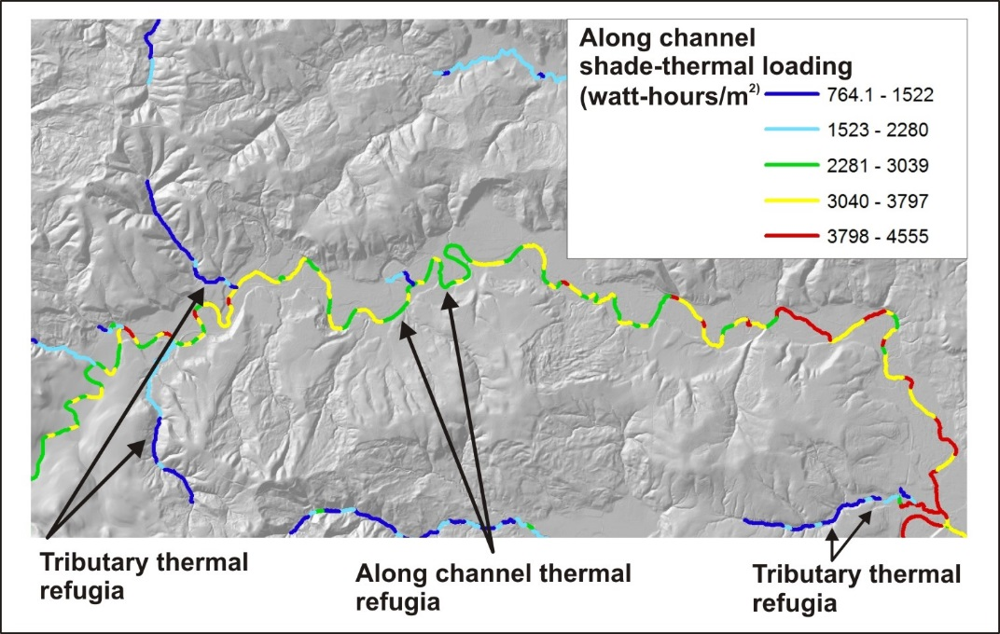 Along channel
shade-thermal loading
(watt-hours/m²)
764.1 - 1522
1523 - 2280
2281 - 3039
3040 - 3797
3798 - 4555
Tributary thermal
refugia
Along channel thermal
refugia
Tributary thermal
refugia